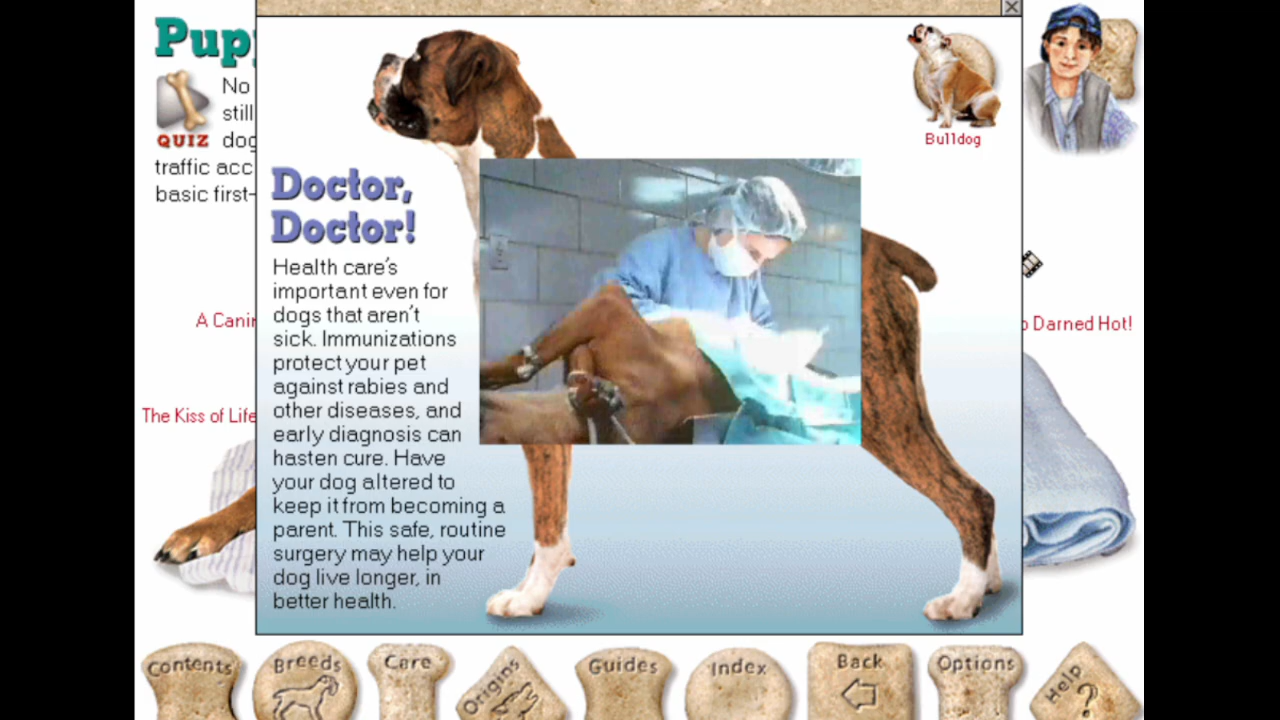 Pup
QUIZ
No
still
dog
traffic acc
basic first-
A Canin
The Kiss of Life
Doctor,
Doctor!
Health care's
important even for
dogs that aren't
sick. Immunizations
protect your pet
against rabies and
other diseases, and
early diagnosis can
hasten cure. Have
your dog altered to
keep it from becoming a
parent. This safe, routine
surgery may help your
dog live longer, in
better health.
Bulldog
o Darned Hot!
Contents
Breeds
Care
Origins
Guides
Index
Back
Options
Help
?